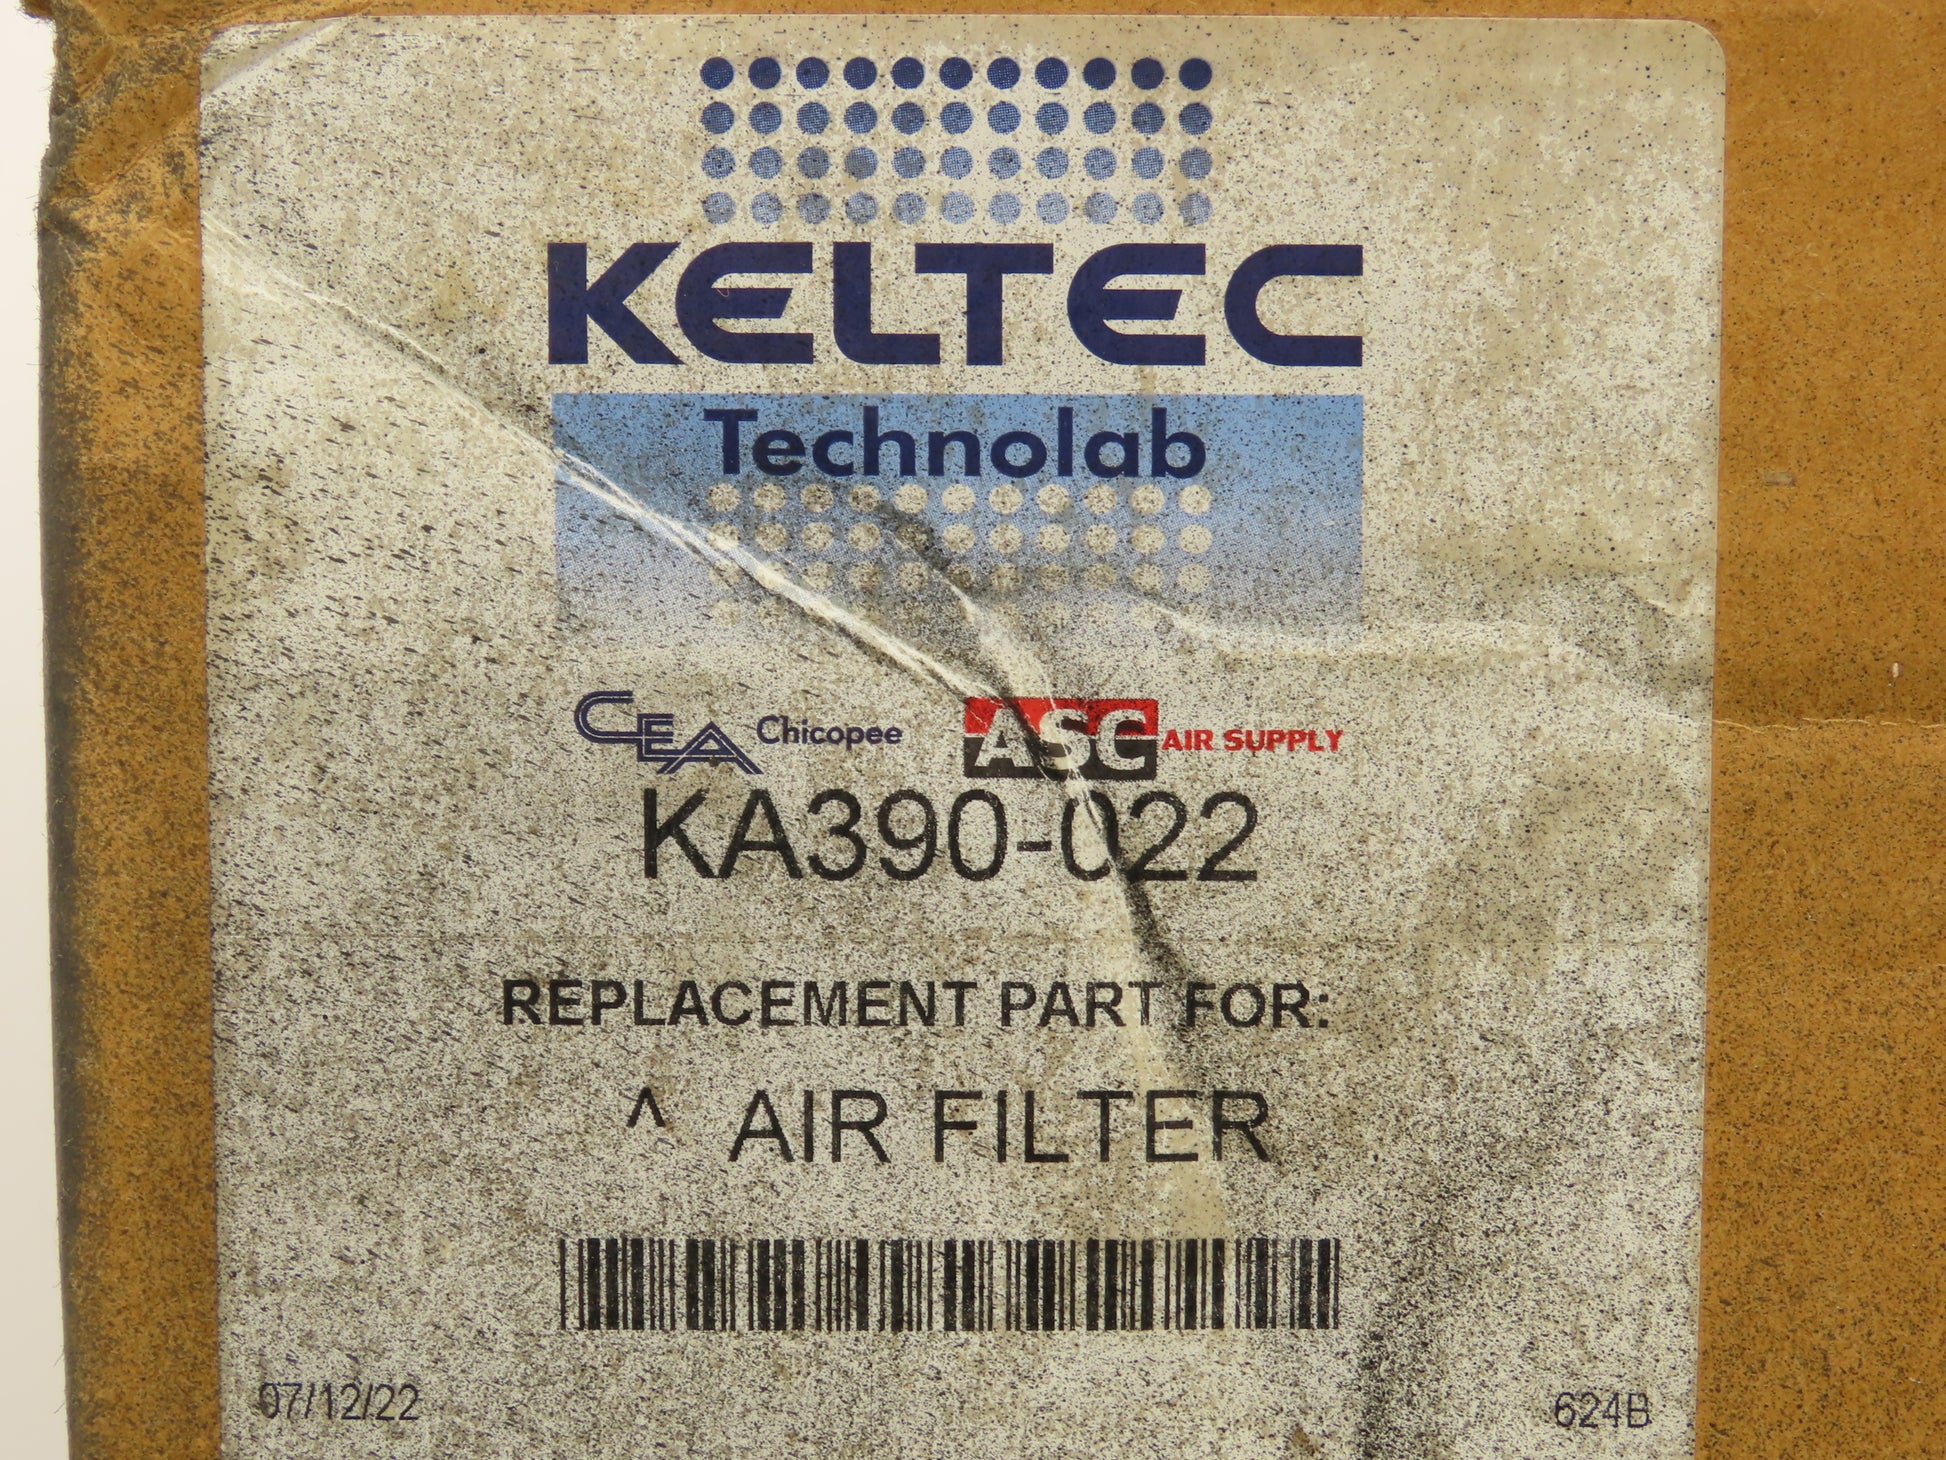 KELTEC
Technolab
CEA Chicopee ASC AIR SUPPLY
KA390-022
REPLACEMENT PART FOR:
^ AIR FILTER
07/12/22 624B